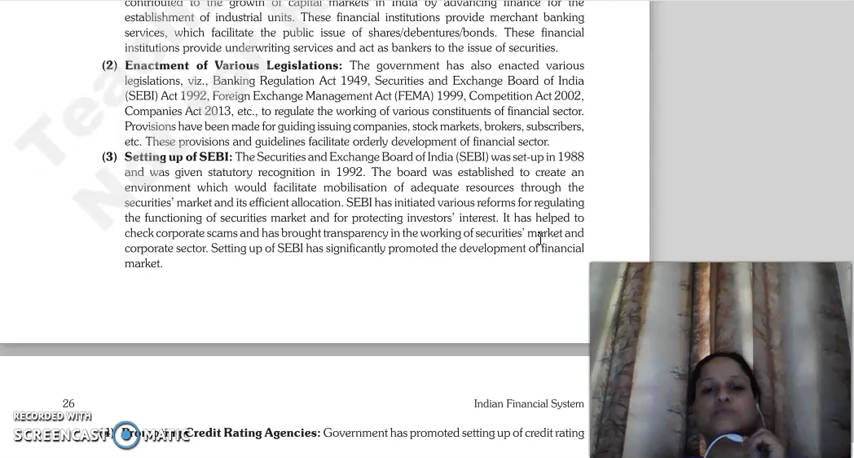 contributed to the growth of capital markets in India by advancing finance for the
establishment of industrial units. These financial institutions provide merchant banking
services, which facilitate the public issue of shares/debentures/bonds. These financial
institutions provide underwriting services and act as bankers to the issue of securities.
(2) Enactment of Various Legislations: The government has also enacted various
legislations, viz., Banking Regulation Act 1949, Securities and Exchange Board of India
(SEBI) Act 1992, Foreign Exchange Management Act (FEMA) 1999, Competition Act 2002,
Companies Act 2013, etc., to regulate the working of various constituents of financial sector.
Provisions have been made for guiding issuing companies, stock markets, brokers, subscribers,
etc. These provisions and guidelines facilitate orderly development of financial sector.
(3) Setting up of SEBI: The Securities and Exchange Board of India (SEBI) was set-up in 1988
and was given statutory recognition in 1992. The board was established to create an
environment which would facilitate mobilisation of adequate resources through the
securities' market and its efficient allocation. SEBI has initiated various reforms for regulating
the functioning of securities market and for protecting investors' interest. It has helped to
check corporate scams and has brought transparency in the working of securities' market and
corporate sector. Setting up of SEBI has significantly promoted the development of financial
market.
26 Indian Financial System
RECORDED WITH
SCREENCAST MATIC
Credit Rating Agencies: Government has promoted setting up of credit rating